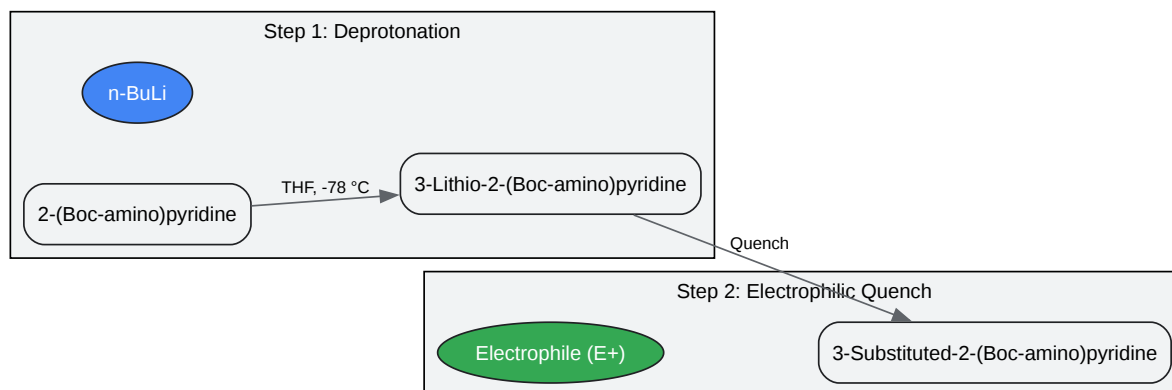 Step 1: Deprotonation
n-BuLi
THF, -78 °C
2-(Boc-amino)pyridine
3-Lithio-2-(Boc-amino)pyridine
Quench
Step 2: Electrophilic Quench
Electrophile (E+)
3-Substituted-2-(Boc-amino)pyridine